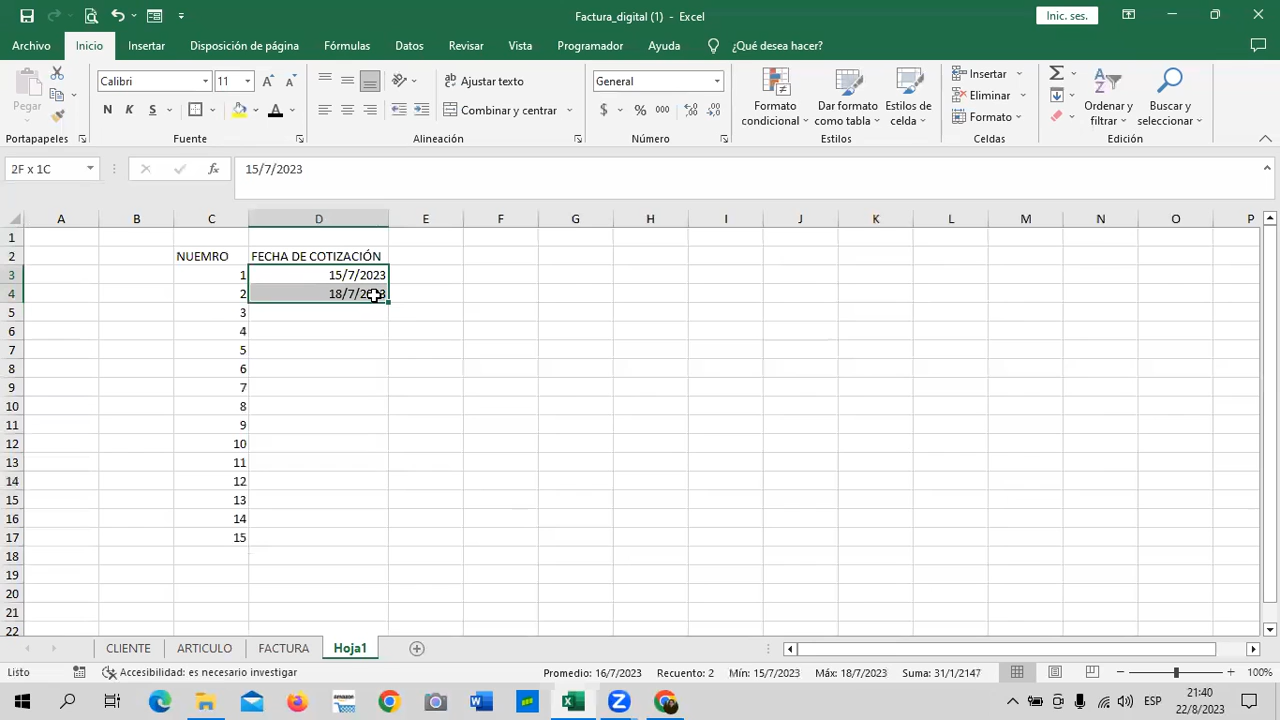 Factura_digital (1) - Excel
Inic. ses.
Archivo Inicio Insertar Disposición de página Fórmulas Datos Revisar Vista Programador Ayuda ¿Qué desea hacer?
Pegar
Calibri 11
Ajustar texto
General
Formato condicional
Dar formato como tabla
Estilos de celda
Insertar
Eliminar
Formato
Ordenar y filtrar
Buscar y seleccionar
N K S
Combinar y centrar
$ % 000
Portapapeles Fuente Alineación Número Estilos Celdas Edición
2F x 1C fx 15/7/2023
A B C D E F G H I J K L M N O P
1
2 NUEMRO FECHA DE COTIZACIÓN
3 1 15/7/2023
4 2 18/7/2023
5 3
6 4
7 5
8 6
9 7
10 8
11 9
12 10
13 11
14 12
15 13
16 14
17 15
18
19
20
21
22
CLIENTE ARTICULO FACTURA Hoja1
Listo Accesibilidad: es necesario investigar Promedio: 16/7/2023 Recuento: 2 Mín: 15/7/2023 Máx: 18/7/2023 Suma: 31/1/2147 100%
ESP 21:40
22/8/2023